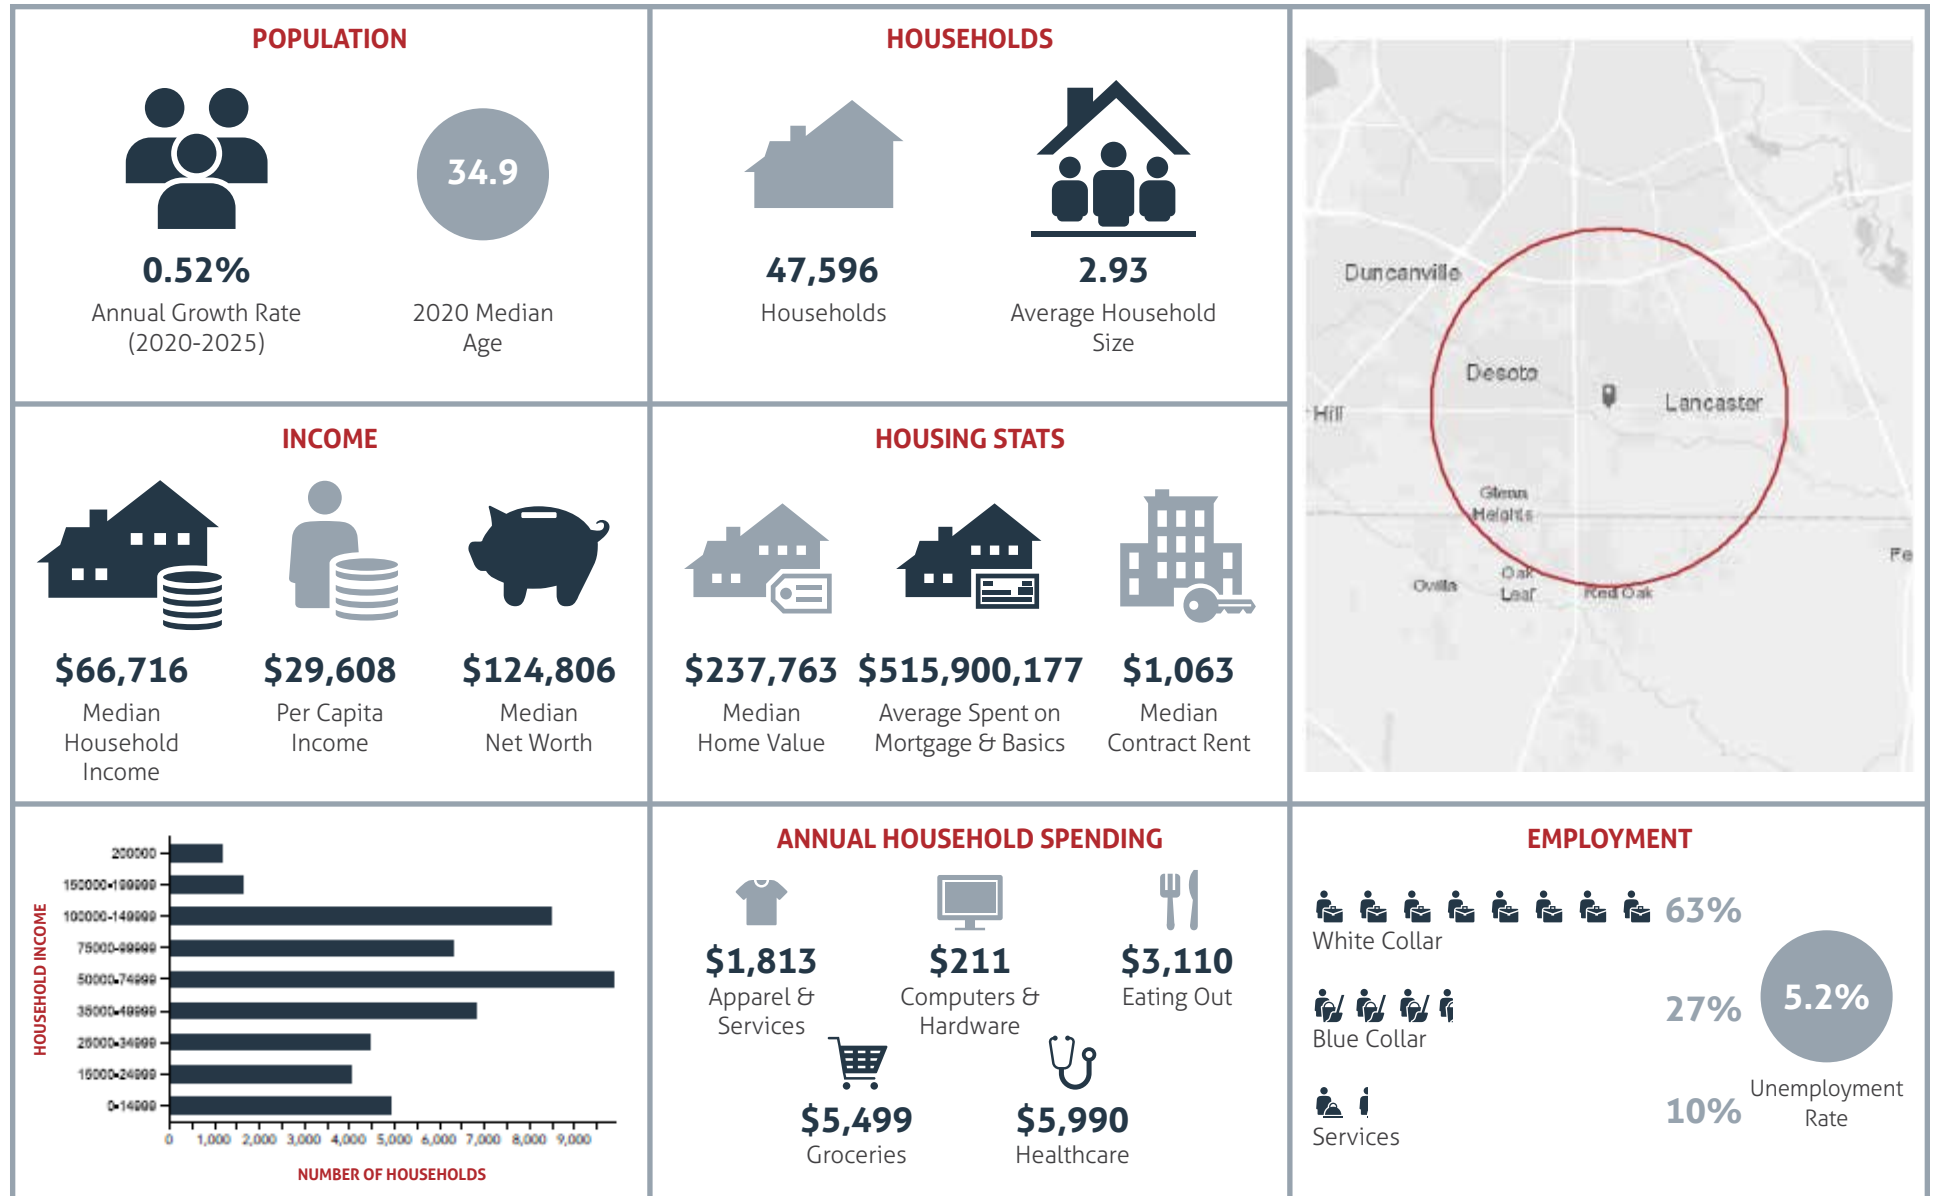 POPULATION
34.9
0.52%
Annual Growth Rate
(2020-2025)
2020 Median
Age
HOUSEHOLDS
47,596
Households
2.93
Average Household
Size
Duncanville
Desoto
Lancaster
Hill
Glenn
Heights
Ovilla
Oak
Leaf
Red Oak
Fe
INCOME
$66,716
Median
Household
Income
$29,608
Per Capita
Income
$124,806
Median
Net Worth
HOUSING STATS
$237,763
Median
Home Value
$515,900,177
Average Spent on
Mortgage & Basics
$1,063
Median
Contract Rent
HOUSEHOLD INCOME
200000
150000-199999
100000-149999
75000-99999
50000-74999
35000-49999
25000-34999
15000-24999
0-14999
0 1,000 2,000 3,000 4,000 5,000 6,000 7,000 8,000 9,000
NUMBER OF HOUSEHOLDS
ANNUAL HOUSEHOLD SPENDING
$1,813
Apparel &
Services
$211
Computers &
Hardware
$3,110
Eating Out
$5,499
Groceries
$5,990
Healthcare
EMPLOYMENT
63%
White Collar
27%
Blue Collar
10%
Services
5.2%
Unemployment
Rate